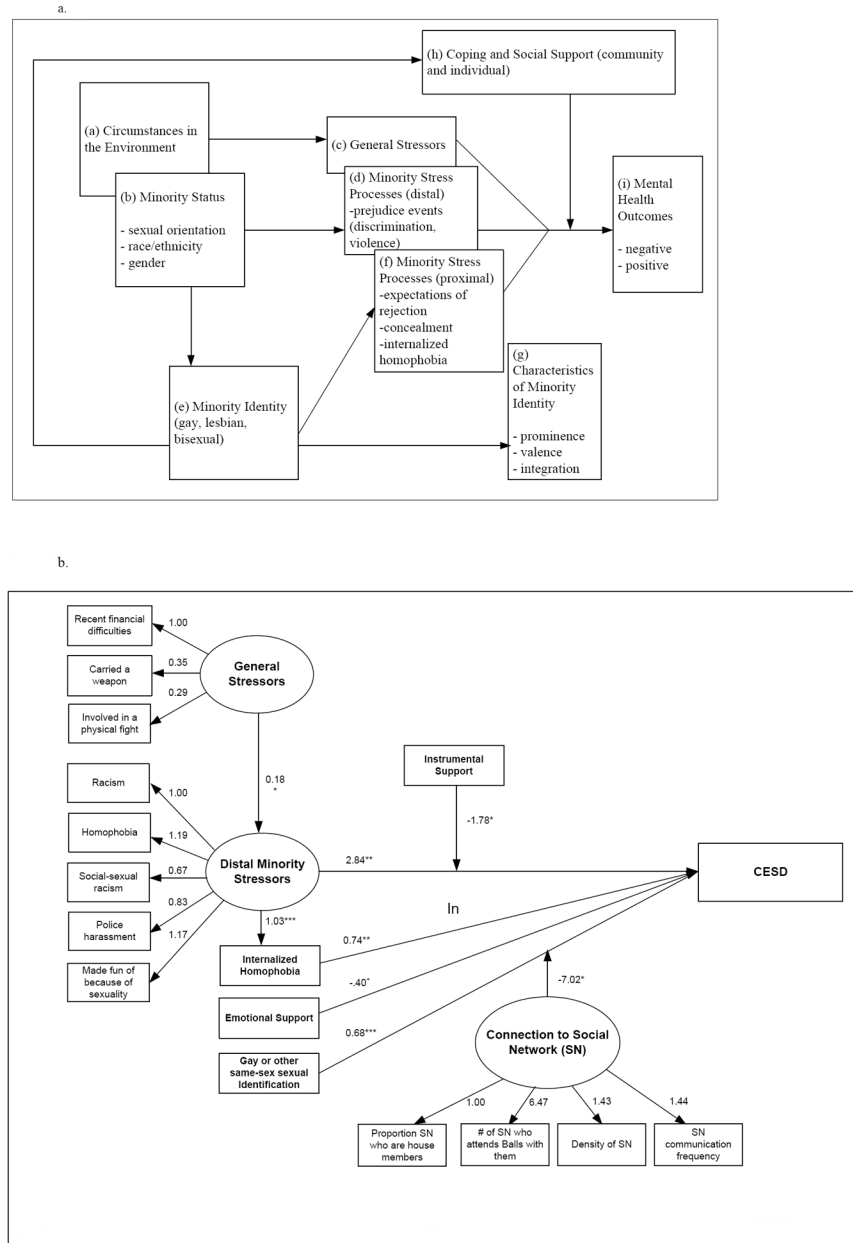 a.
(h) Coping and Social Support (community
and individual)
(a) Circumstances in
the Environment
(c) General Stressors
(b) Minority Status
- sexual orientation
- race/ethnicity
- gender
(d) Minority Stress
Processes (distal)
-prejudice events
(discrimination,
violence)
(i) Mental
Health
Outcomes
- negative
- positive
(f) Minority Stress
Processes (proximal)
-expectations of
rejection
-concealment
-internalized
homophobia
(e) Minority Identity
(gay, lesbian,
bisexual)
(g)
Characteristics
of Minority
Identity
- prominence
- valence
- integration
b.
Recent financial
difficulties
1.00
Carried a
weapon
0.35
Involved in a
physical fight
0.29
General
Stressors
0.18
*
Instrumental
Support
-1.78*
Racism
1.00
Homophobia
1.19
Social-sexual
racism
0.67
Police
harassment
0.83
Made fun of
because of
sexuality
1.17
Distal Minority
Stressors
2.84**
CESD
In
1.03***
Internalized
Homophobia
0.74**
Emotional Support
-.40*
Gay or other
same-sex sexual
Identification
0.68***
-7.02*
Connection to Social
Network (SN)
1.00
6.47
1.43
1.44
Proportion SN
who are house
members
# of SN who
attends Balls with
them
Density of SN
SN
communication
frequency